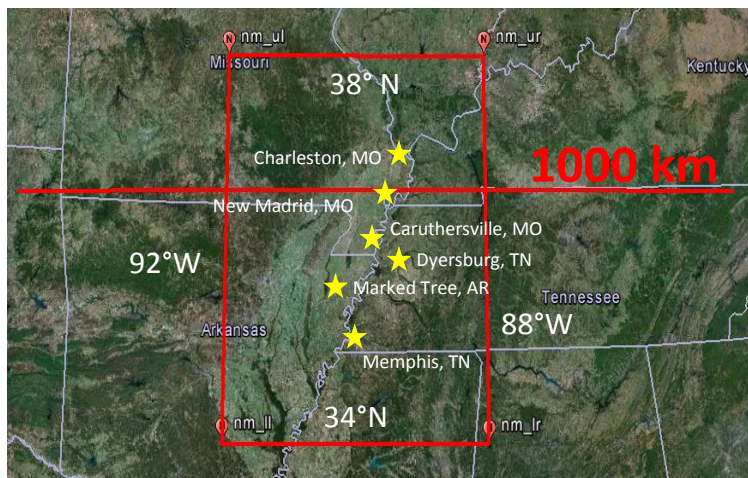 nm_ul
nm_ur
Missouri
Kentucky
38° N
Charleston, MO
1000 km
New Madrid, MO
Caruthersville, MO
92°W
Dyersburg, TN
Marked Tree, AR
Tennessee
88°W
Arkansas
Memphis, TN
34°N
nm_ll
nm_lr